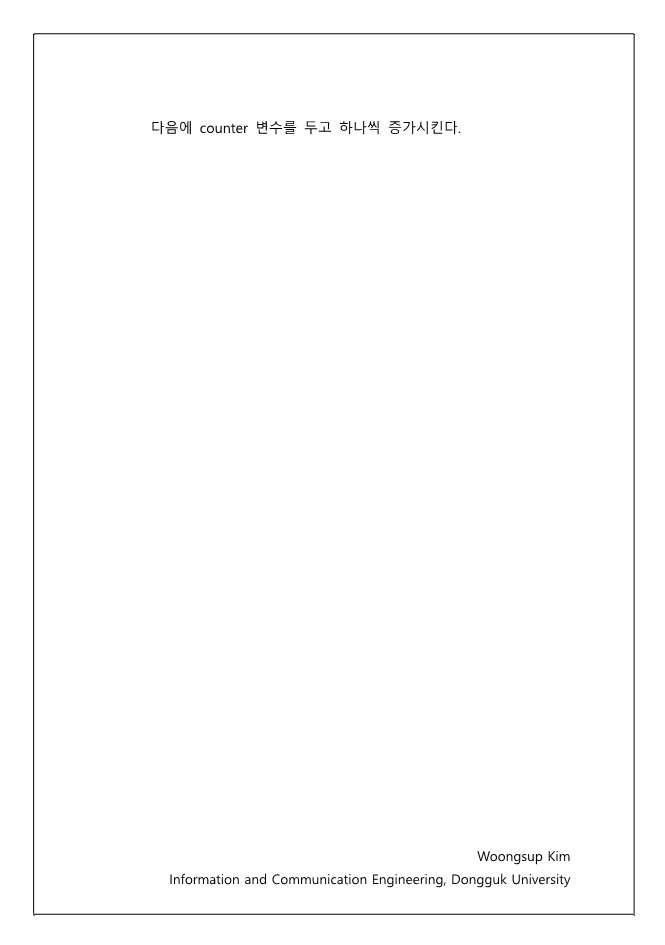 다음에 counter 변수를 두고 하나씩 증가시킨다.
Woongsup Kim
Information and Communication Engineering, Dongguk University